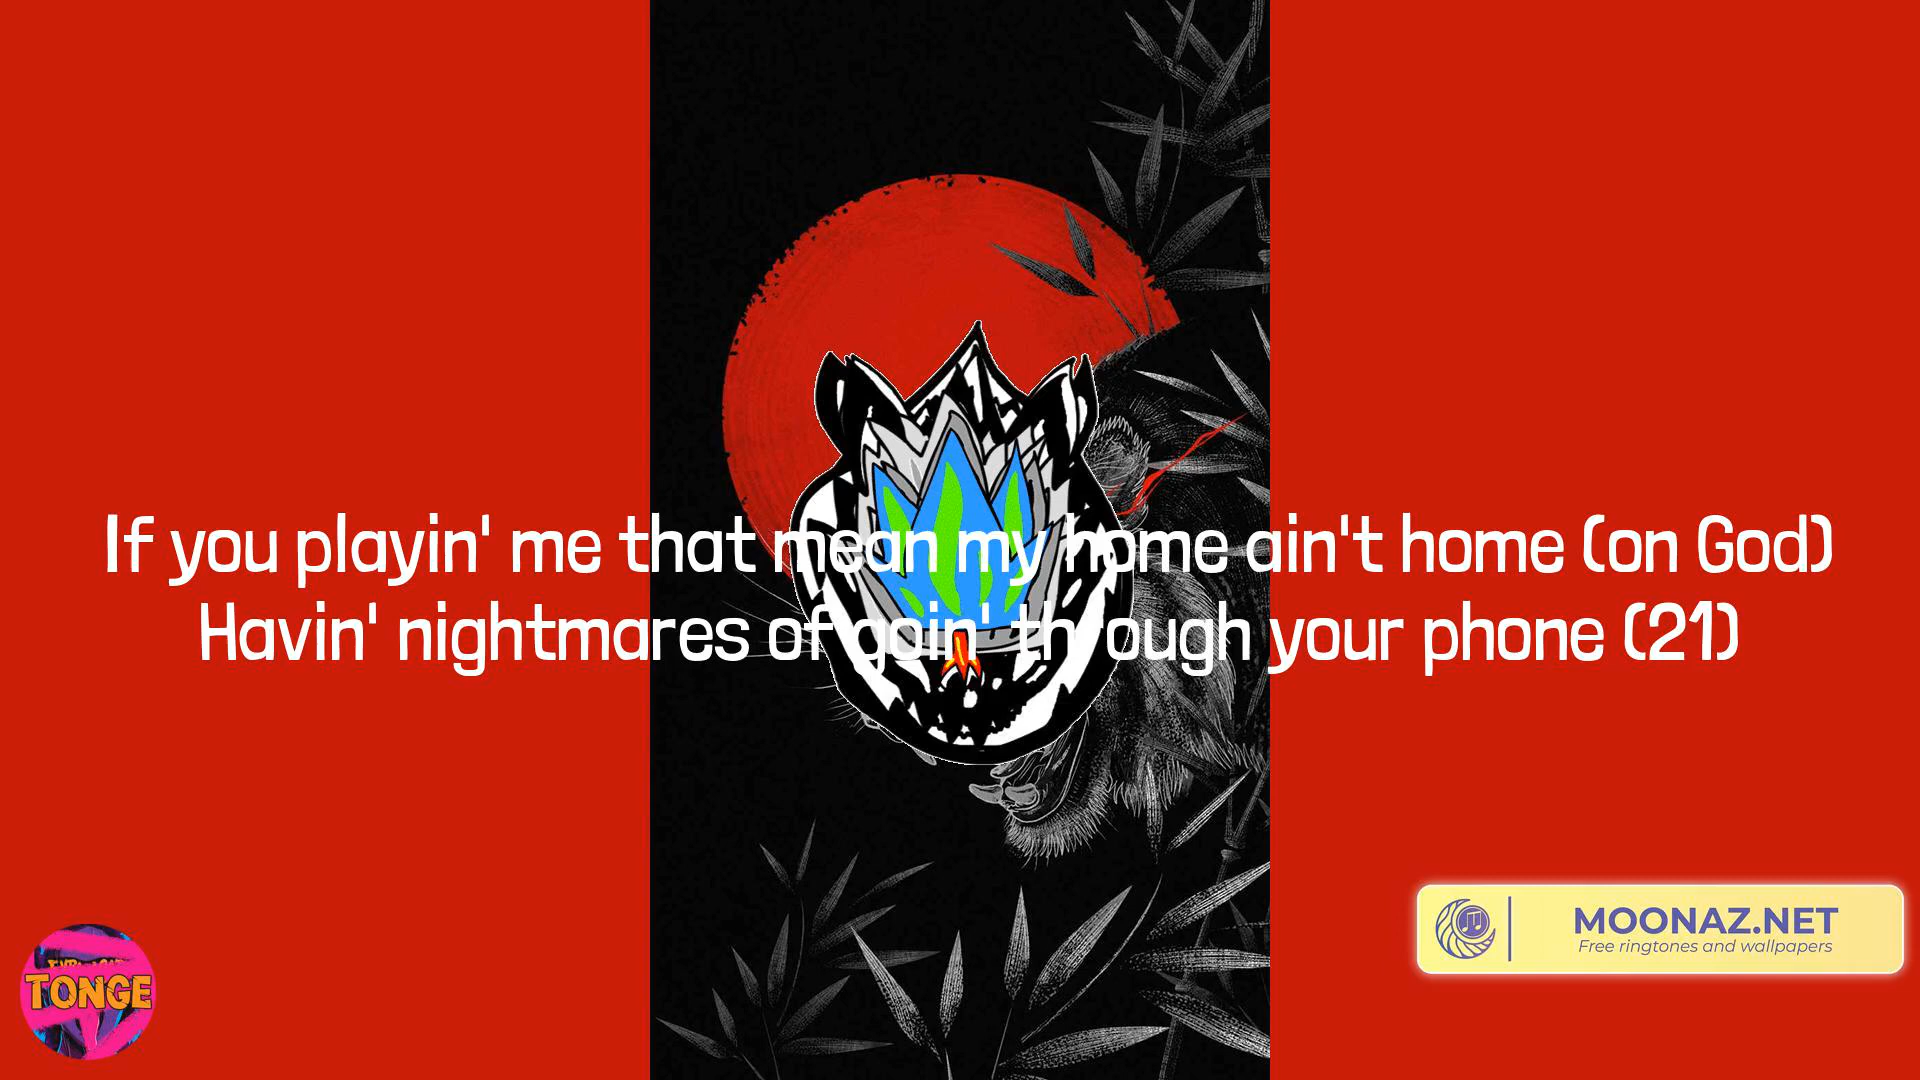 If you playin' me that mean my home ain't home (on God)
Havin' nightmares of goin' through your phone (21)
MOONAZ.NET
Free ringtones and wallpapers
TONGE